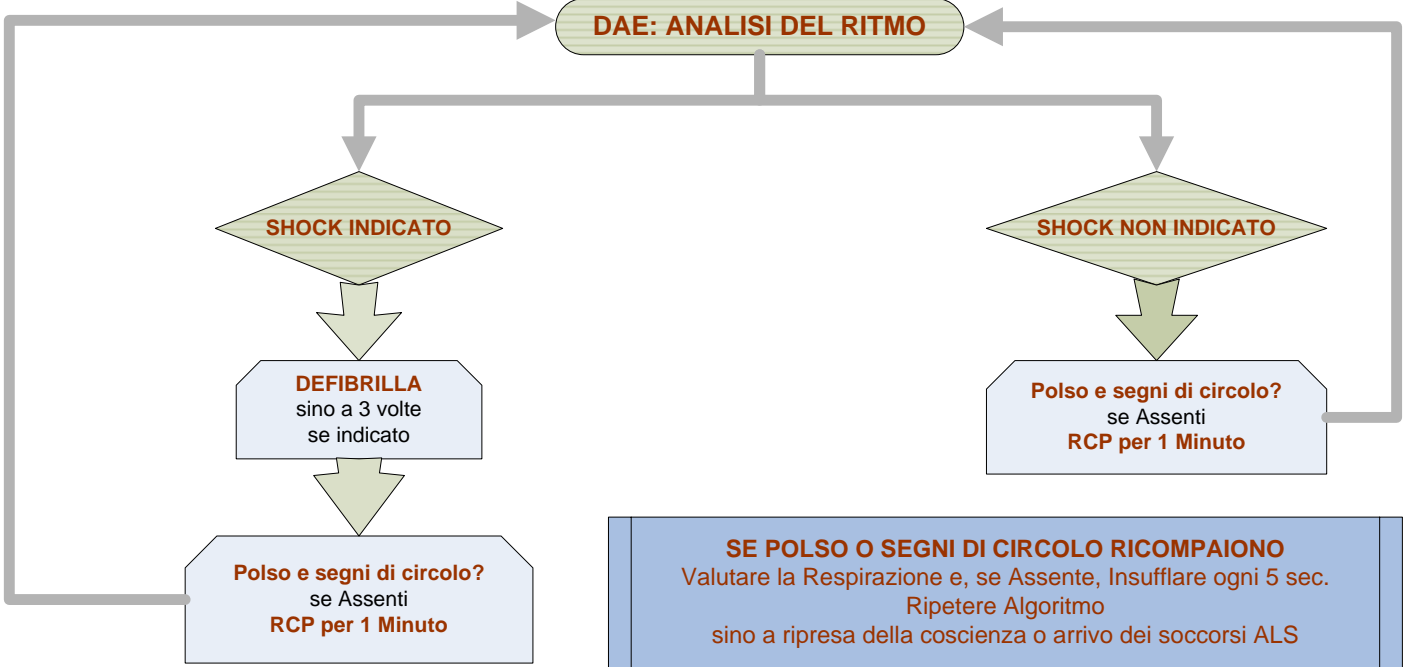 DAE: ANALISI DEL RITMO
SHOCK INDICATO
SHOCK NON INDICATO
DEFIBRILLA
sino a 3 volte
se indicato
Polso e segni di circolo?
se Assenti
RCP per 1 Minuto
Polso e segni di circolo?
se Assenti
RCP per 1 Minuto
SE POLSO O SEGNI DI CIRCOLO RICOMPAIONO
Valutare la Respirazione e, se Assente, Insufflare ogni 5 sec.
Ripetere Algoritmo
sino a ripresa della coscienza o arrivo dei soccorsi ALS